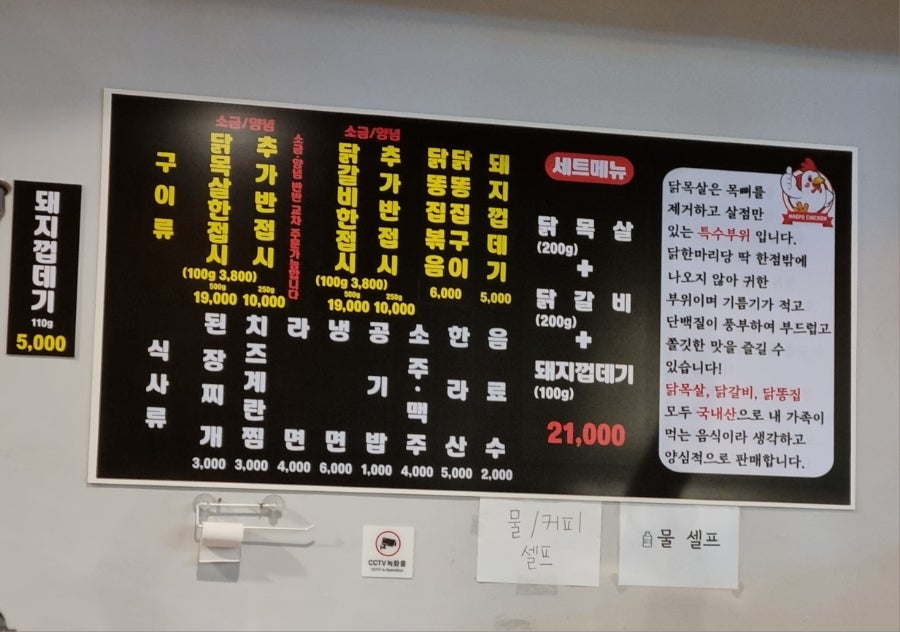 돼지껍데기
110g
5,000
구이류
소금/양념
닭목살한접시
추가반접시
(100g 3,800)
500g
19,000
250g
10,000
소금·양념 반반 교차 주문가능합니다
소금/양념
닭갈비한접시
추가반접시
(100g 3,800)
500g
19,000
250g
10,000
닭똥집볶음
닭똥집구이
6,000
돼지껍데기
5,000
식사류
된장찌개
3,000
치즈계란찜
3,000
라면
4,000
냉면
6,000
공기밥
1,000
소주·맥주
4,000
한라산
5,000
음료수
2,000
세트메뉴
닭목살
(200g)
+
닭갈비
(200g)
+
돼지껍데기
(100g)
21,000
HAEPO CHICKEN
닭목살은 목뼈를
제거하고 살점만
있는 특수부위 입니다.
닭한마리당 딱 한점밖에
나오지 않아 귀한
부위이며 기름기가 적고
단백질이 풍부하여 부드럽고
쫄깃한 맛을 즐길 수
있습니다!
닭목살, 닭갈비, 닭똥집
모두 국내산으로 내 가족이
먹는 음식이라 생각하고
양심적으로 판매합니다.
CCTV 녹화중
CCTV in Operation
물/커피
셀프
물 셀프